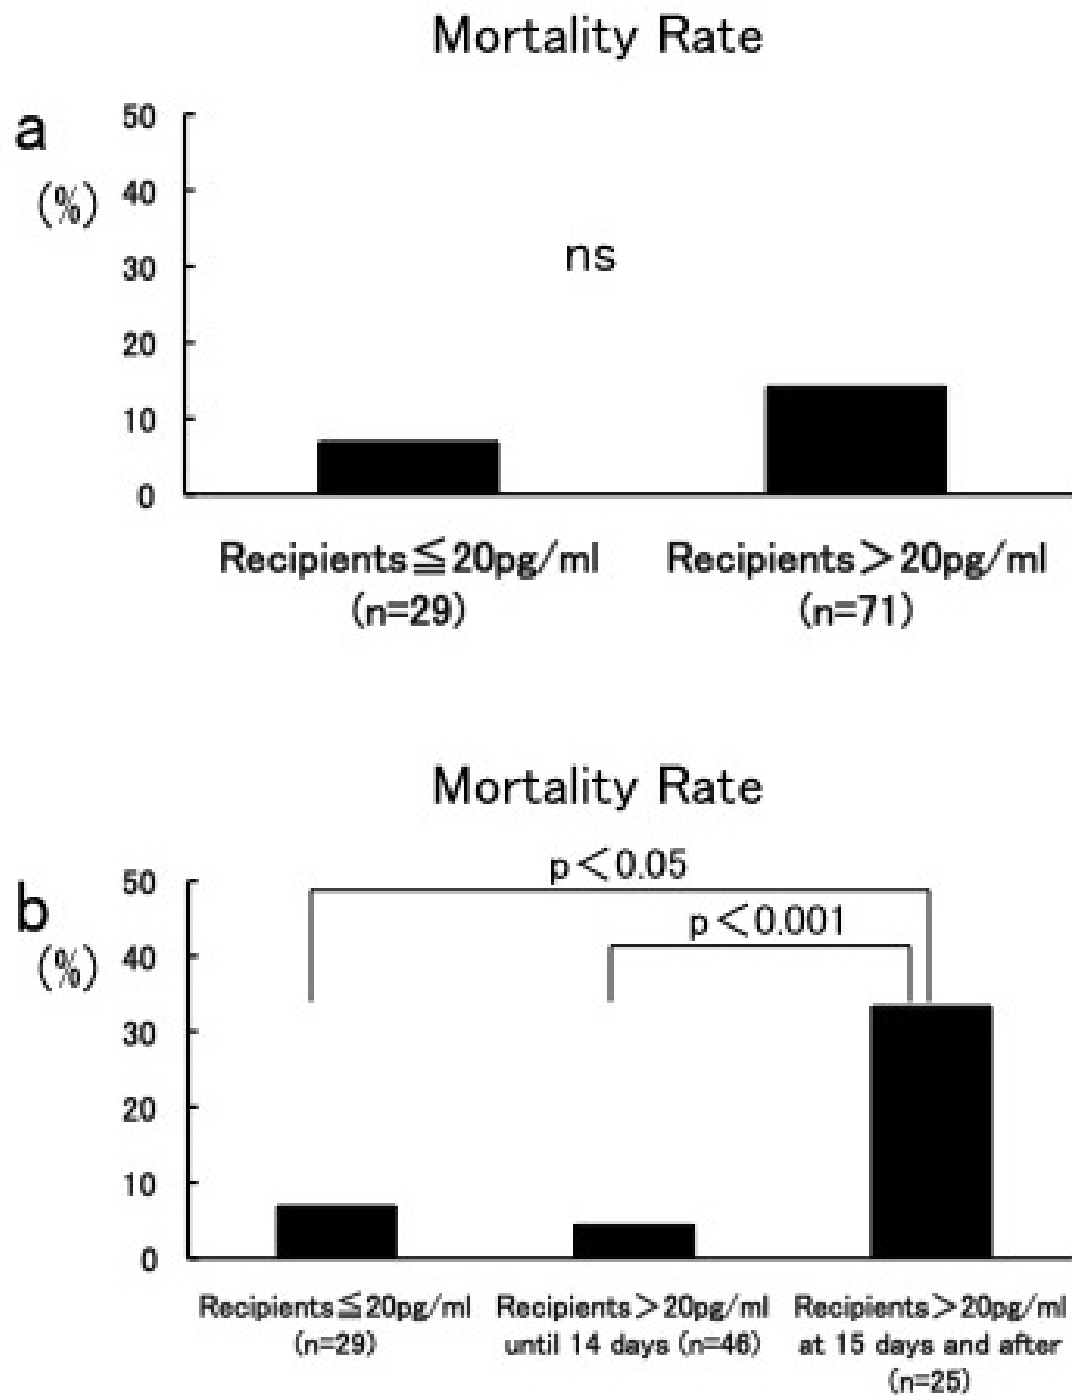 Mortality Rate
a
(%)
50
40
30
20
10
0
ns
Recipients≦20pg/ml
(n=29)
Recipients＞20pg/ml
(n=71)
Mortality Rate
b
(%)
50
40
30
20
10
0
p＜0.05
p＜0.001
Recipients≦20pg/ml
(n=29)
Recipients＞20pg/ml
until 14 days (n=46)
Recipients＞20pg/ml
at 15 days and after
(n=25)